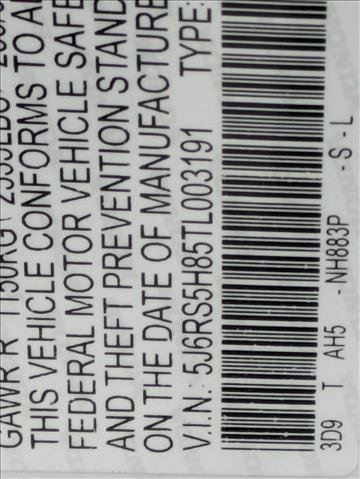 GAWR R 1150KG
THIS VEHICLE CONFORMS TO
FEDERAL MOTOR VEHICLE SAFE
AND THEFT PREVENTION STAND
ON THE DATE OF MANUFACTURE
V.I.N.: 5J6RS5H85TL003191 TYPE:
3D9 T AH5 -NH883P -S-L